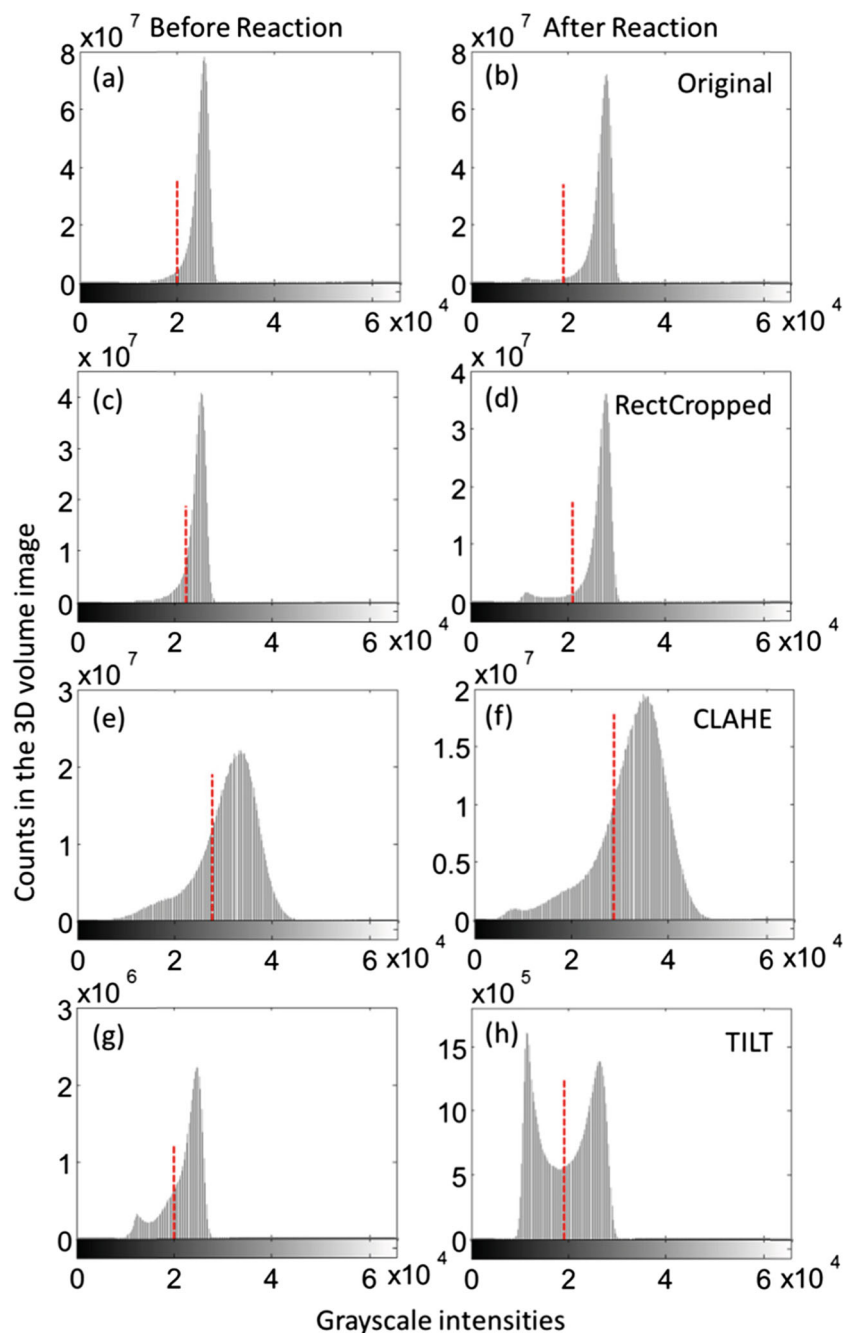 x10 7 Before Reaction
x10 7 After Reaction
(a)
8
6
4
2
0
0 2 4 6 x10 4
(b)
Original
8
6
4
2
0
0 2 4 6 x10 4
x 10 7
(c)
4
3
2
1
0
0 2 4 6 x10 4
x10 7
(d)
RectCropped
4
3
2
1
0
0 2 4 6 x10 4
Counts in the 3D volume image
x10 7
(e)
3
2
1
0
0 2 4 6 x10 4
x10 7
(f)
CLAHE
2
1.5
1
0.5
0
0 2 4 6 x10 4
x10 6
(g)
3
2
1
0
0 2 4 6 x10 4
x10 5
(h)
TILT
15
10
5
0
0 2 4 6 x10 4
Grayscale intensities